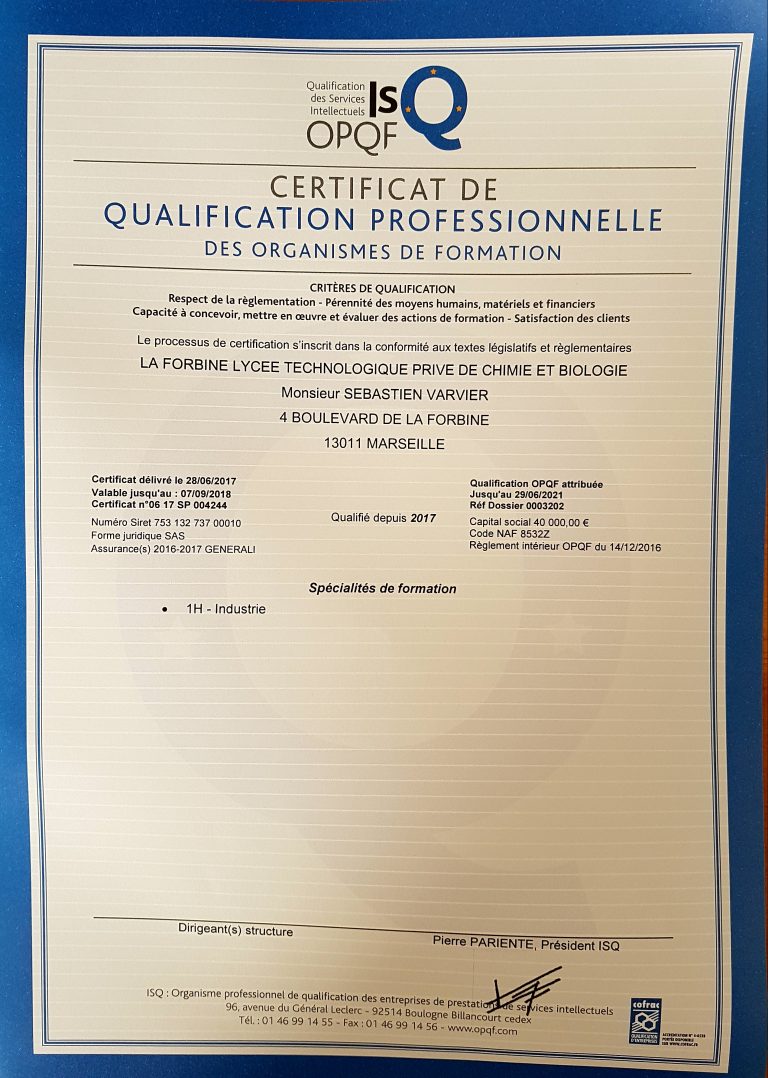 Qualification
des Services
Intellectuels
IsQ
OPQF
CERTIFICAT DE
QUALIFICATION PROFESSIONNELLE
DES ORGANISMES DE FORMATION
CRITÈRES DE QUALIFICATION
Respect de la règlementation - Pérennité des moyens humains, matériels et financiers
Capacité à concevoir, mettre en œuvre et évaluer des actions de formation - Satisfaction des clients
Le processus de certification s'inscrit dans la conformité aux textes législatifs et règlementaires
LA FORBINE LYCEE TECHNOLOGIQUE PRIVE DE CHIMIE ET BIOLOGIE
Monsieur SEBASTIEN VARVIER
4 BOULEVARD DE LA FORBINE
13011 MARSEILLE
Certificat délivré le 28/06/2017
Valable jusqu'au : 07/09/2018
Certificat n°06 17 SP 004244
Numéro Siret 753 132 737 00010
Forme juridique SAS
Assurance(s) 2016-2017 GENERALI
Qualifié depuis 2017
Qualification OPQF attribuée
Jusqu'au 29/06/2021
Réf Dossier 0003202
Capital social 40 000,00 €
Code NAF 8532Z
Règlement intérieur OPQF du 14/12/2016
Spécialités de formation
• 1H - Industrie
Dirigeant(s) structure
Pierre PARIENTE, Président ISQ
ISQ : Organisme professionnel de qualification des entreprises de prestations de services intellectuels
96, avenue du Général Leclerc - 92514 Boulogne Billancourt cedex
Tél. : 01 46 99 14 55 - Fax : 01 46 99 14 56 - www.opqf.com
cofrac
QUALIFICATION
D'ENTREPRISES
PORTÉE DISPONIBLE
SUR WWW.COFRAC.FR